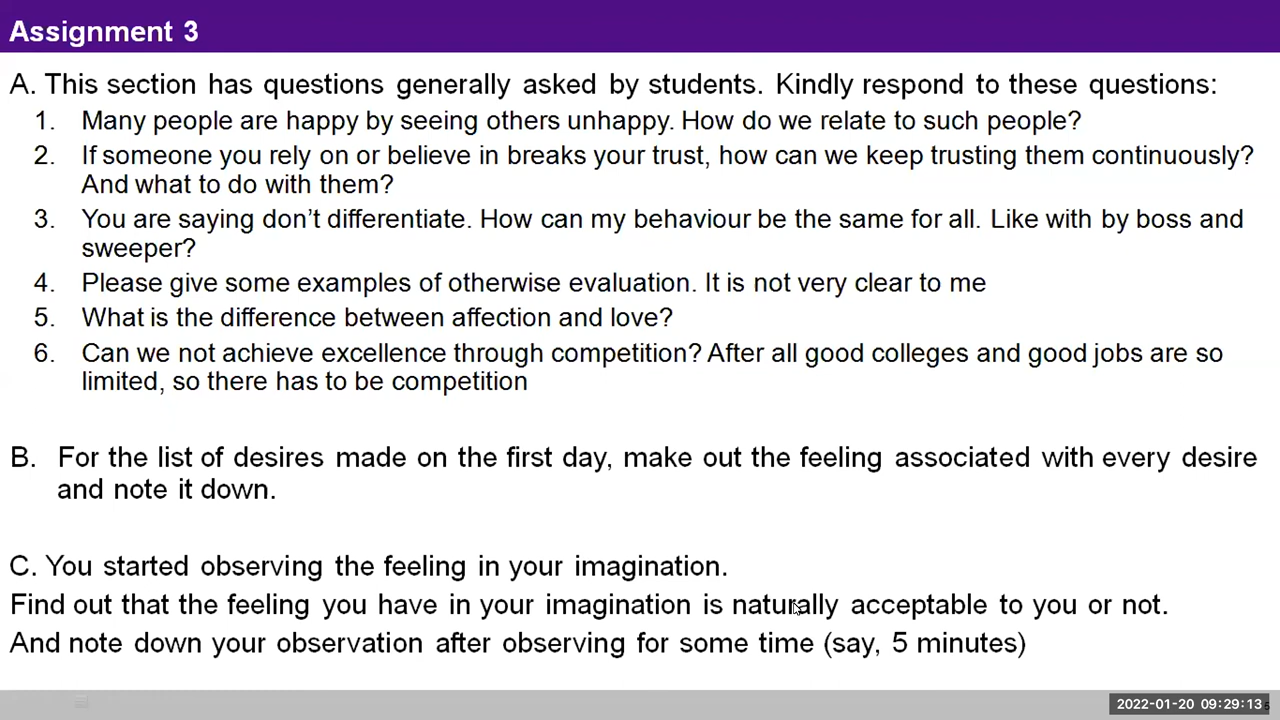 Assignment 3
A. This section has questions generally asked by students. Kindly respond to these questions:
1. Many people are happy by seeing others unhappy. How do we relate to such people?
2. If someone you rely on or believe in breaks your trust, how can we keep trusting them continuously?
And what to do with them?
3. You are saying don’t differentiate. How can my behaviour be the same for all. Like with by boss and
sweeper?
4. Please give some examples of otherwise evaluation. It is not very clear to me
5. What is the difference between affection and love?
6. Can we not achieve excellence through competition? After all good colleges and good jobs are so
limited, so there has to be competition
B. For the list of desires made on the first day, make out the feeling associated with every desire
and note it down.
C. You started observing the feeling in your imagination.
Find out that the feeling you have in your imagination is naturally acceptable to you or not.
And note down your observation after observing for some time (say, 5 minutes)
2022-01-20 09:29:13